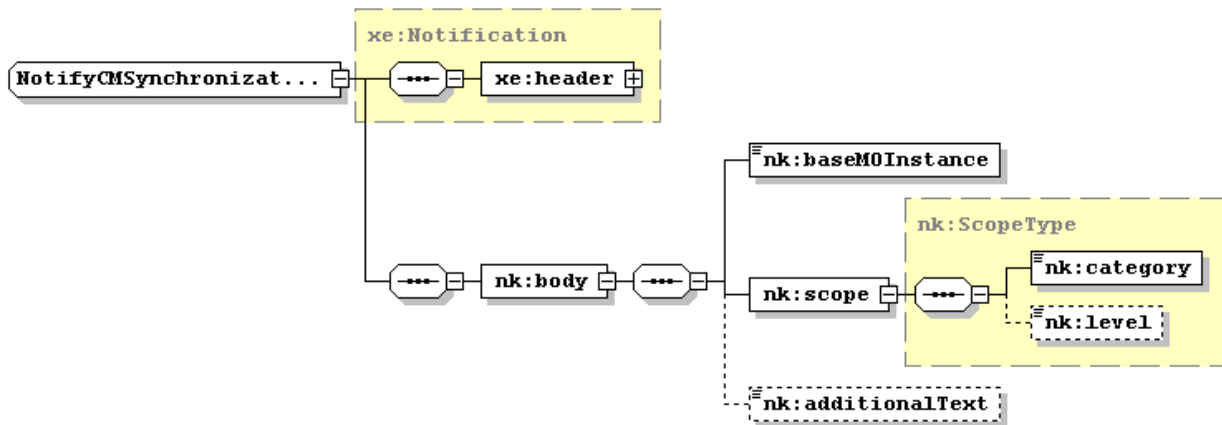 xe:Notification
NotifyCMSynchronizat...
xe:header
nk:baseMOInstance
nk:ScopeType
nk:category
nk:body
nk:scope
nk:level
nk:additionalText